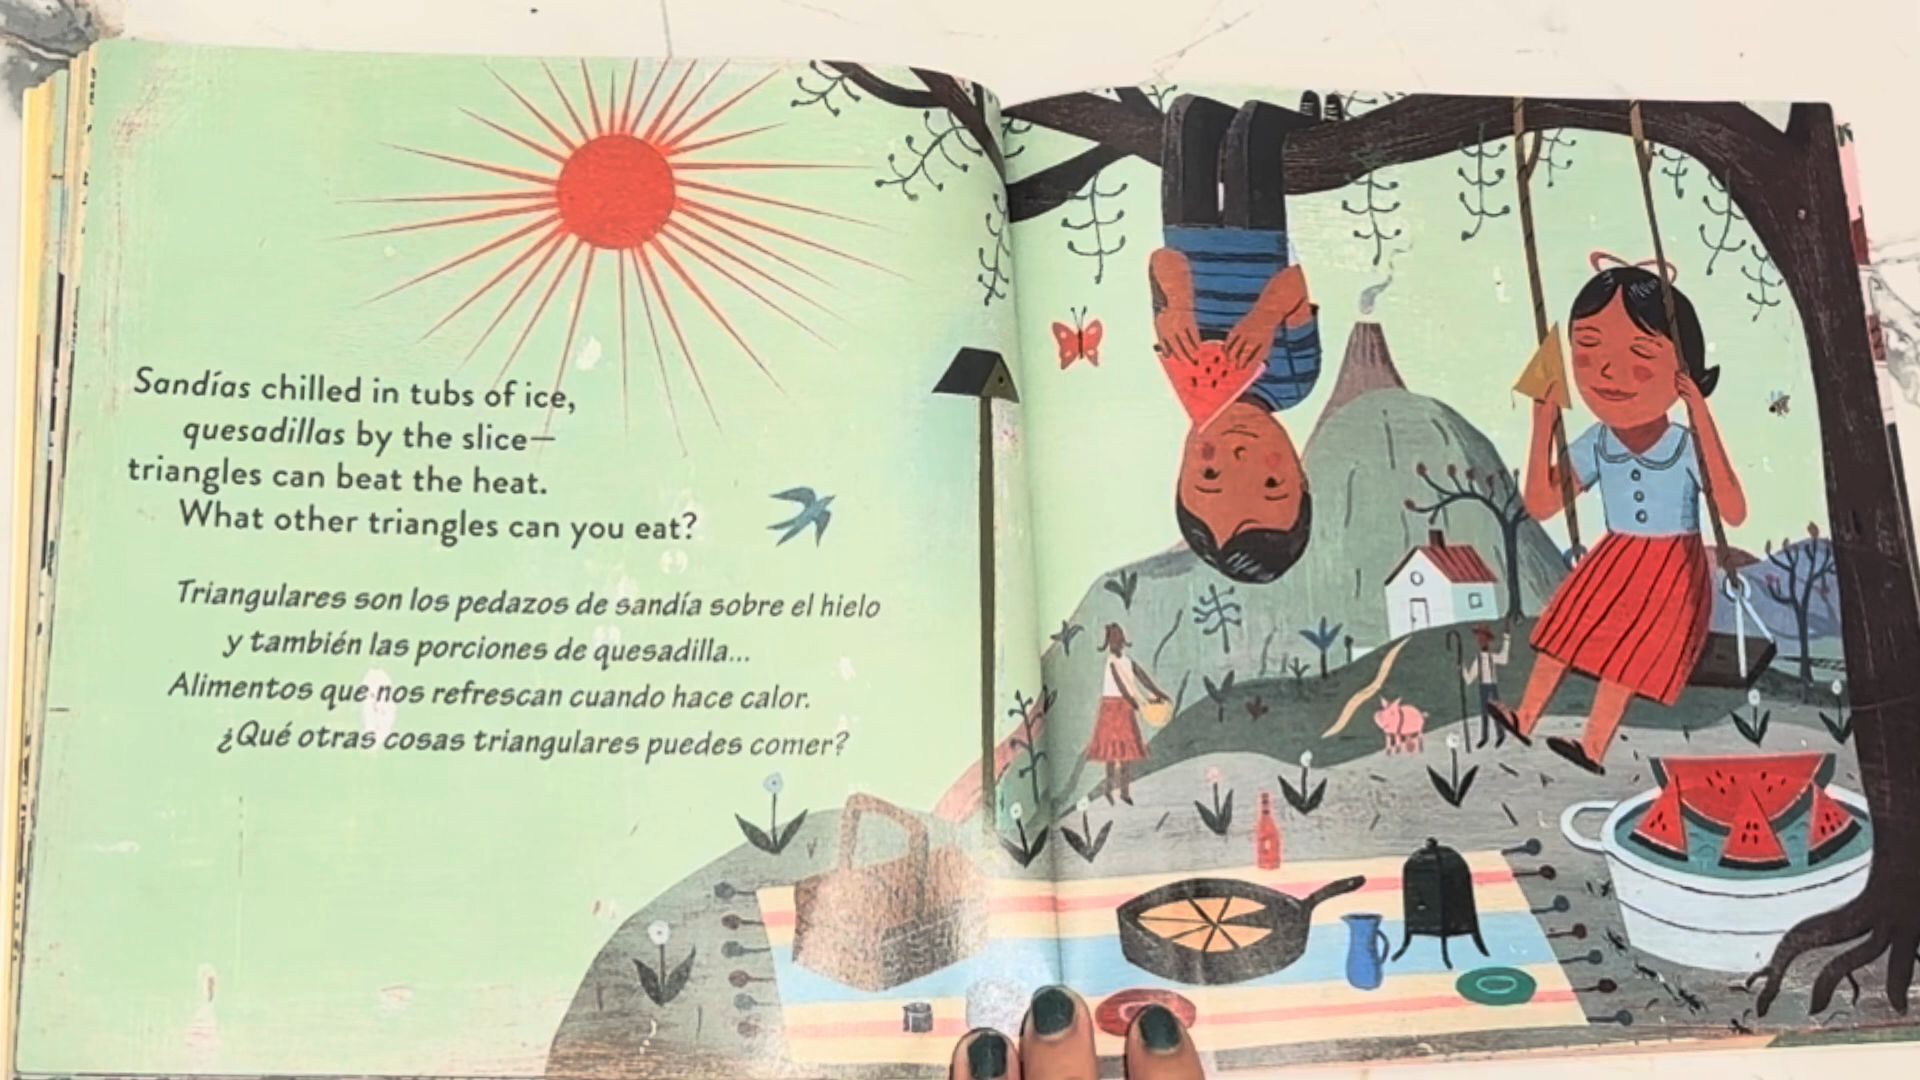 Sandías chilled in tubs of ice,
quesadillas by the slice—
triangles can beat the heat.
What other triangles can you eat?
Triangulares son los pedazos de sandía sobre el hielo
y también las porciones de quesadilla...
Alimentos que nos refrescan cuando hace calor.
¿Qué otras cosas triangulares puedes comer?